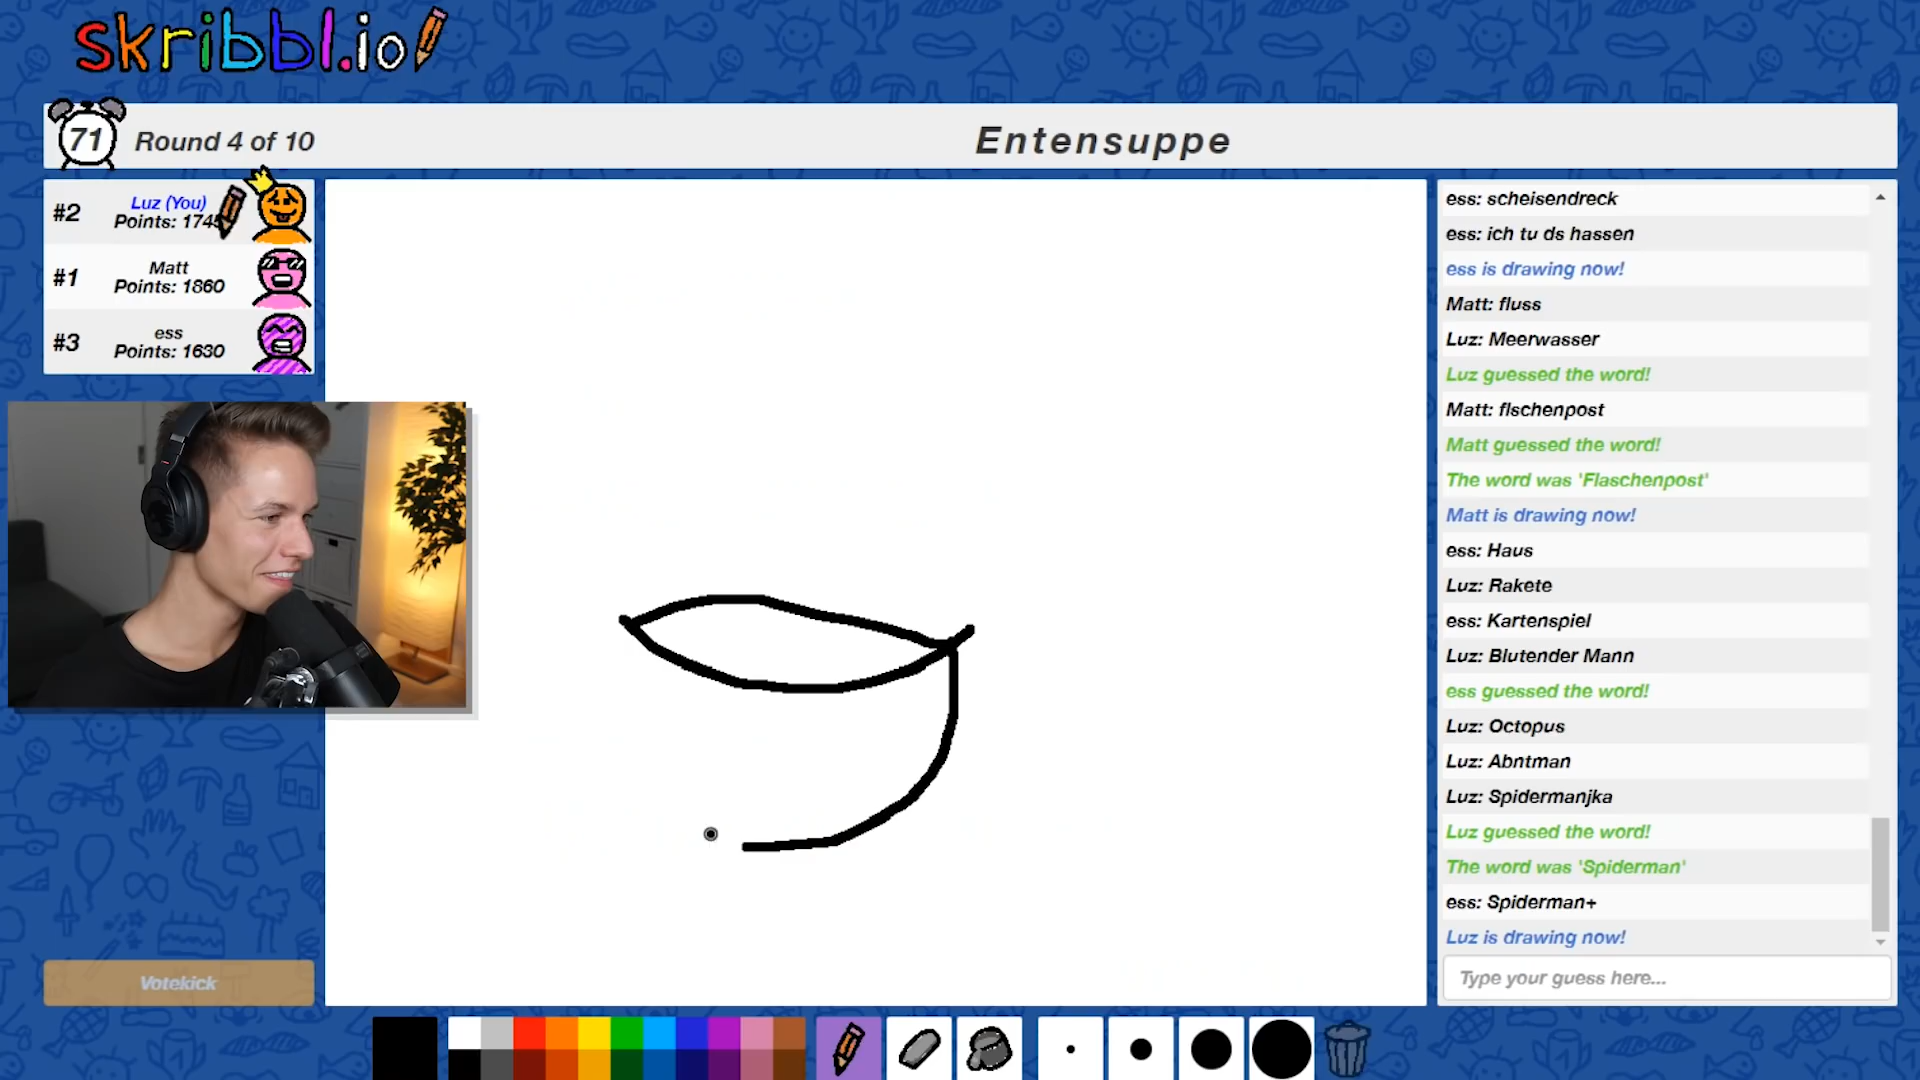 skribbl.io
71
Round 4 of 10
Entensuppe
#2
Luz (You)
Points: 1745
#1
Matt
Points: 1860
#3
ess
Points: 1630
ess: scheisendreck
ess: ich tu ds hassen
ess is drawing now!
Matt: fluss
Luz: Meerwasser
Luz guessed the word!
Matt: flschenpost
Matt guessed the word!
The word was 'Flaschenpost'
Matt is drawing now!
ess: Haus
Luz: Rakete
ess: Kartenspiel
Luz: Blutender Mann
ess guessed the word!
Luz: Octopus
Luz: Abntman
Luz: Spidermanjka
Luz guessed the word!
The word was 'Spiderman'
ess: Spiderman+
Luz is drawing now!
Type your guess here...
Votekick